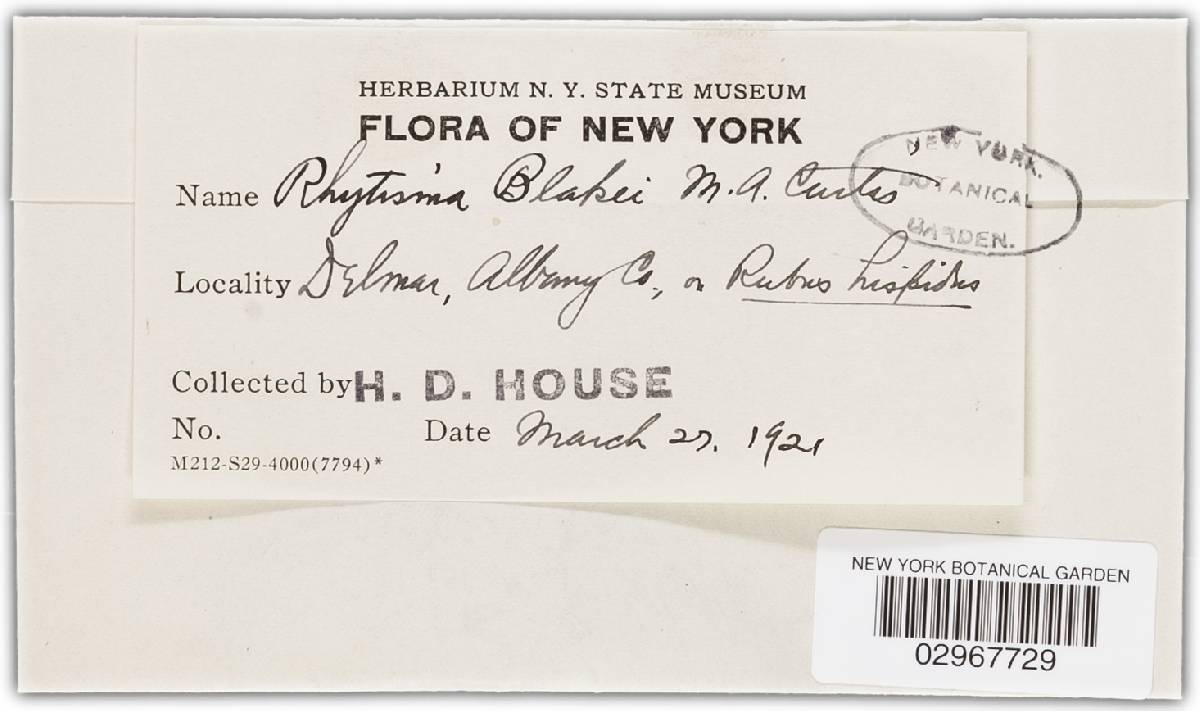 HERBARIUM N. Y. STATE MUSEUM
FLORA OF NEW YORK
Name Rhytisma Blakei M. A. Curtis
NEW YORK
BOTANICAL
GARDEN.
Locality Delmar, Albany Co., on Rubus hispidus
Collected by H. D. HOUSE
No. Date March 27. 1921
M212-S29-4000(7794)*
NEW YORK BOTANICAL GARDEN
02967729